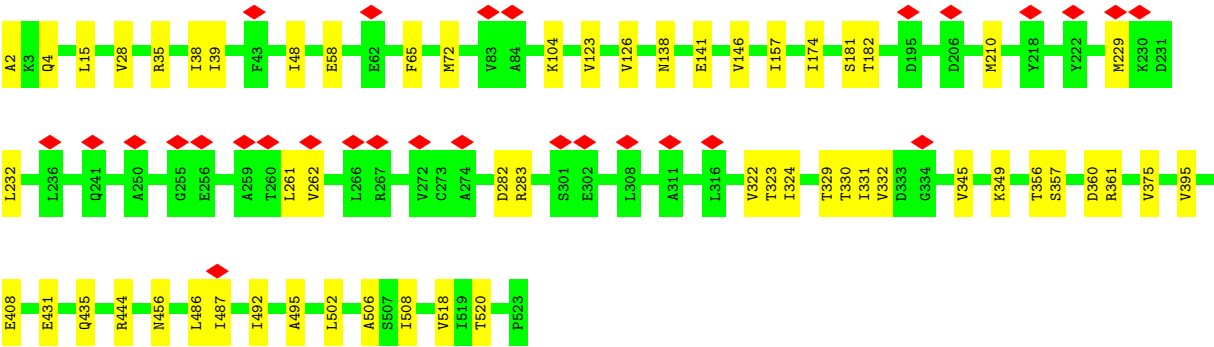 A2 K3 Q4 L15 V28 R35 I38 I39 F43 I48 E58 E62 F65 M72 V83 A84 K104 V123 V126 N138 E141 V146 I157 I174 S181 T182 D195 D206 M210 Y218 Y222 M229 K230 D231
L232 L236 Q241 A250 G255 E256 A259 T260 L261 V262 L266 R267 V272 C273 A274 D282 R283 S301 E302 L308 A311 L316 V322 T323 I324 T329 T330 I331 V332 D333 G334 V345 K349 T356 S357 D360 R361 V375 V395
E408 E431 Q435 R444 N456 L486 I487 I492 A495 L502 A506 S507 I508 V518 I519 T520 P523